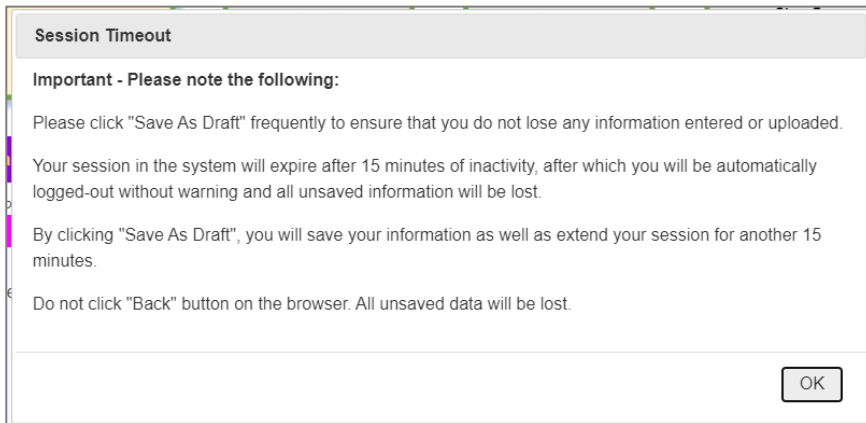 Session Timeout
Important - Please note the following:
Please click "Save As Draft" frequently to ensure that you do not lose any information entered or uploaded.
Your session in the system will expire after 15 minutes of inactivity, after which you will be automatically
logged-out without warning and all unsaved information will be lost.
By clicking "Save As Draft", you will save your information as well as extend your session for another 15
minutes.
Do not click "Back" button on the browser. All unsaved data will be lost.
OK